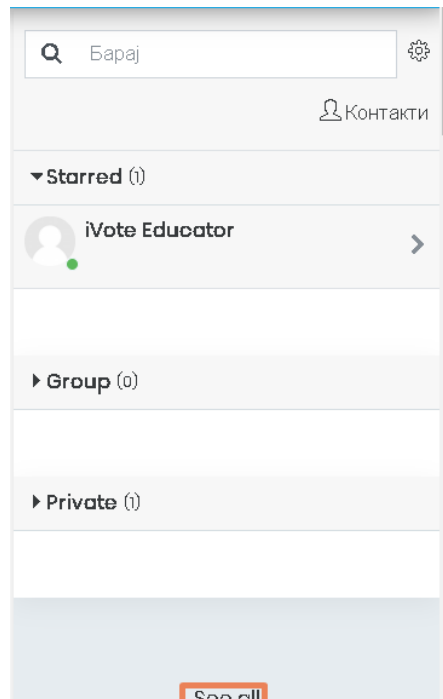 Барај
Контакти
Starred (1)
iVote Educator
Group (0)
Private (1)
See all